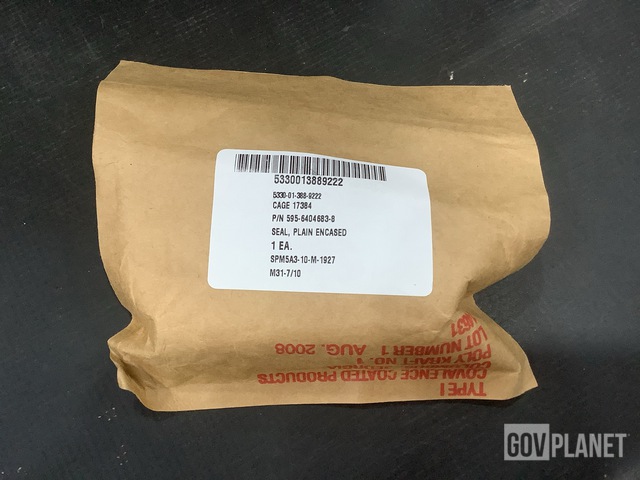 5330013889222
5330-01-388-9222
CAGE 17384
P/N 595-6404683-8
SEAL, PLAIN ENCASED
1 EA.
SPM5A3-10-M-1927
M31-7/10
TYPE I
COVALENCE COATED PRODUCTS
POLY KRAFT NO. 1
LOT NUMBER 1 AUG. 2008
GOVPLANET